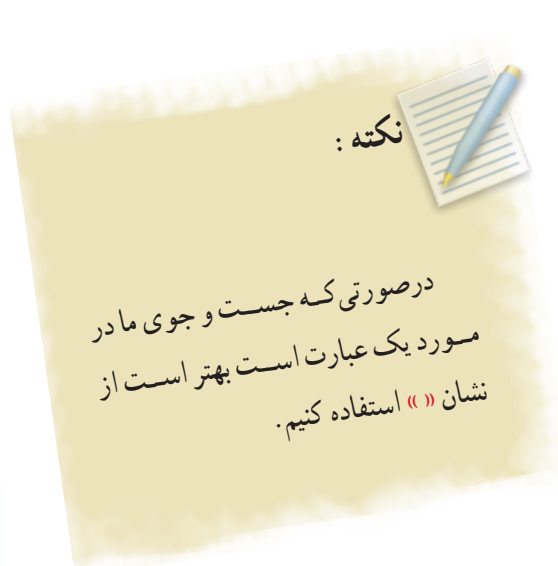 نکته :
درصورتی که جست و جوی ما در
مورد یک عبارت است بهتر است از
نشان (( )) استفاده کنیم.